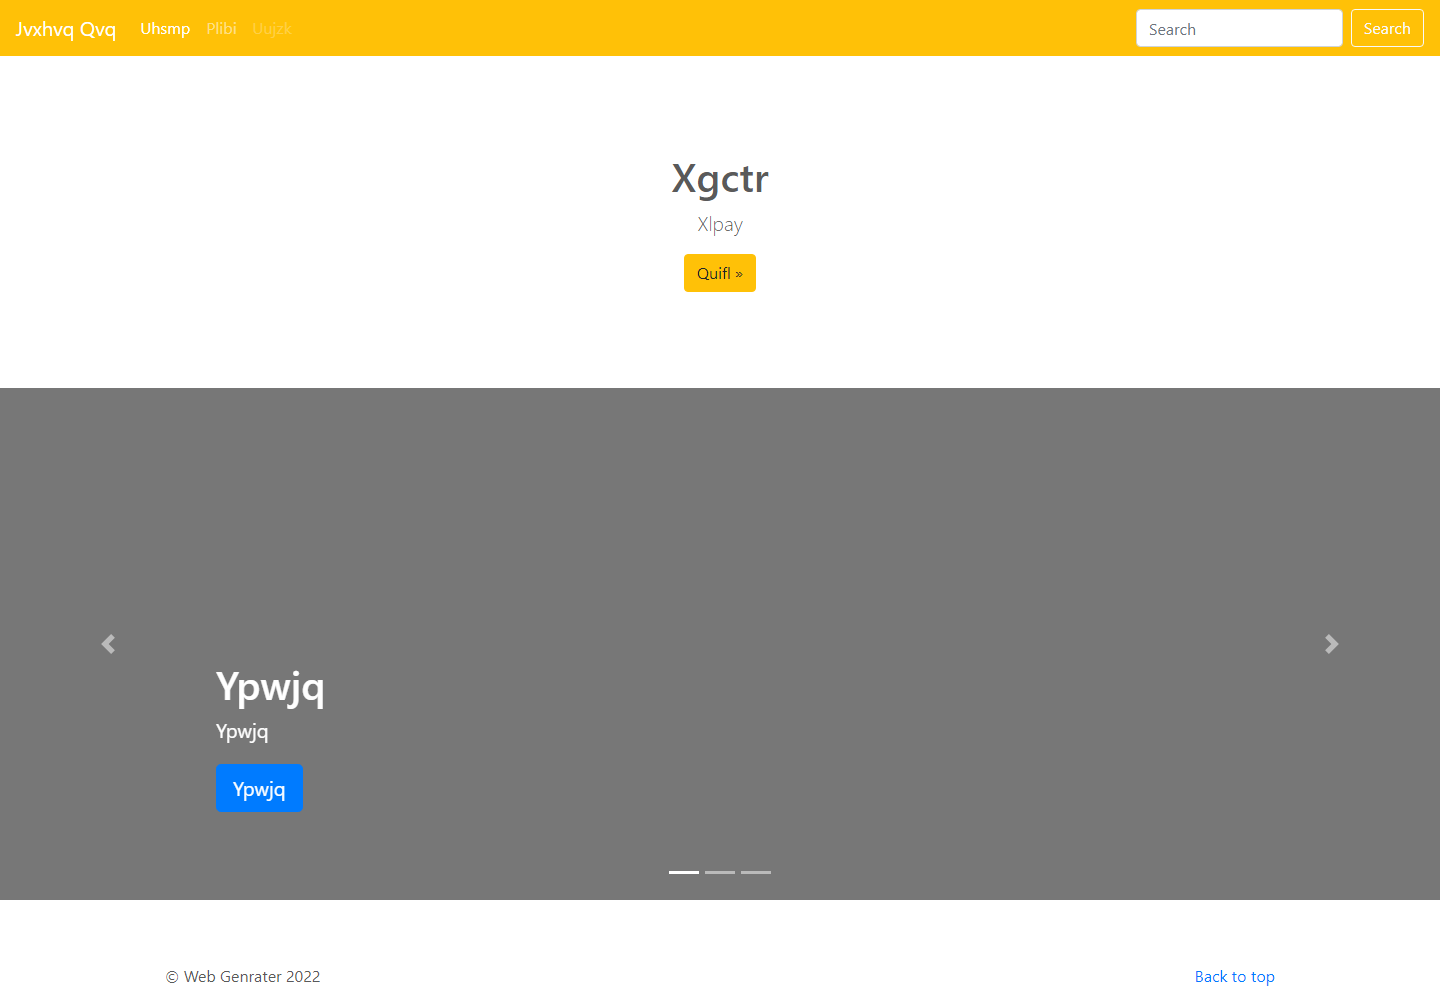 Jvxhvq Qvq Uhsmp Plibi Uujzk Search Search
Xgctr
Xlpay
Quifl »
Ypwjq
Ypwjq
Ypwjq
© Web Genrater 2022 Back to top